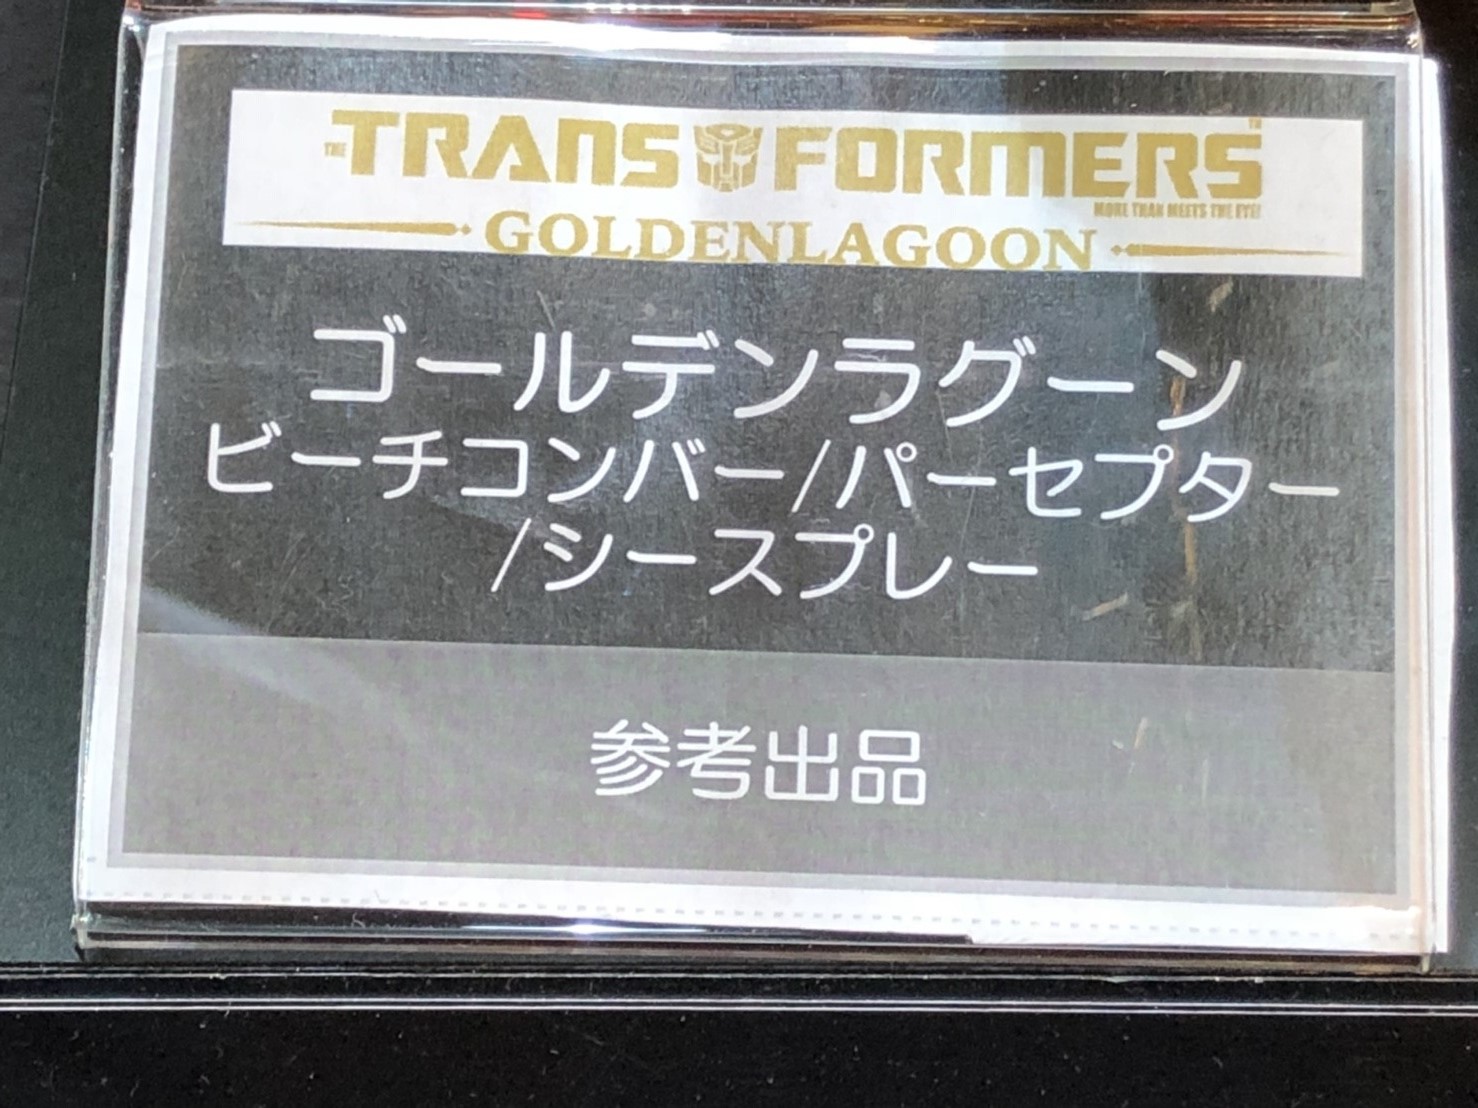 THE TRANSFORMERS TM
MORE THAN MEETS THE EYE!
GOLDENLAGOON
ゴールデンラグーン
ビーチコンバー/パーセプター
/シースプレー
参考出品